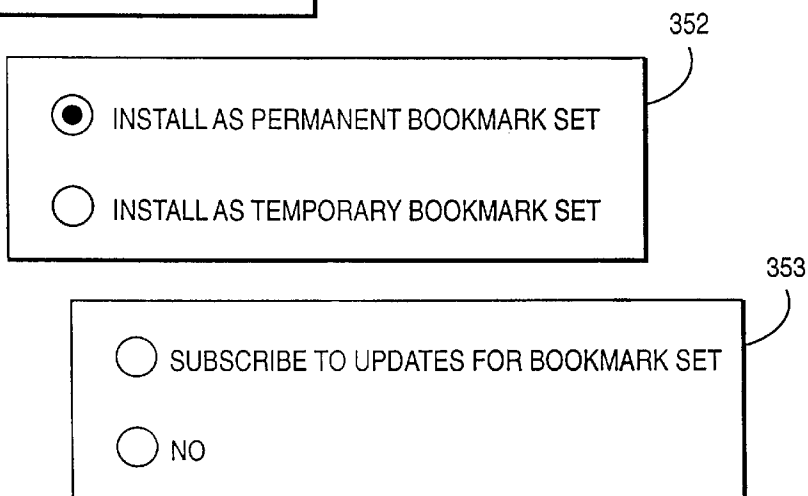 352
INSTALL AS PERMANENT BOOKMARK SET
INSTALL AS TEMPORARY BOOKMARK SET
353
SUBSCRIBE TO UPDATES FOR BOOKMARK SET
NO